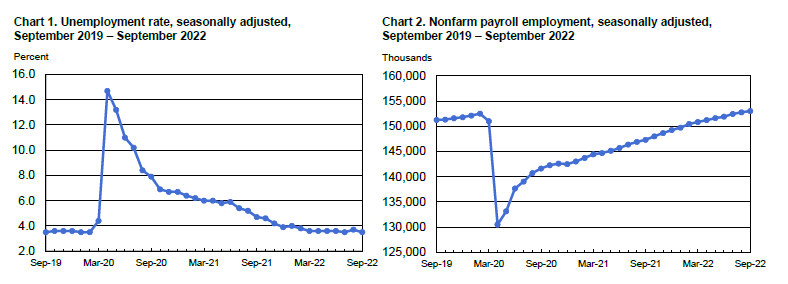 Chart 1. Unemployment rate, seasonally adjusted,
September 2019 – September 2022
Percent
16.0
14.0
12.0
10.0
8.0
6.0
4.0
2.0
Sep-19 Mar-20 Sep-20 Mar-21 Sep-21 Mar-22 Sep-22
Chart 2. Nonfarm payroll employment, seasonally adjusted,
September 2019 – September 2022
Thousands
160,000
155,000
150,000
145,000
140,000
135,000
130,000
125,000
Sep-19 Mar-20 Sep-20 Mar-21 Sep-21 Mar-22 Sep-22